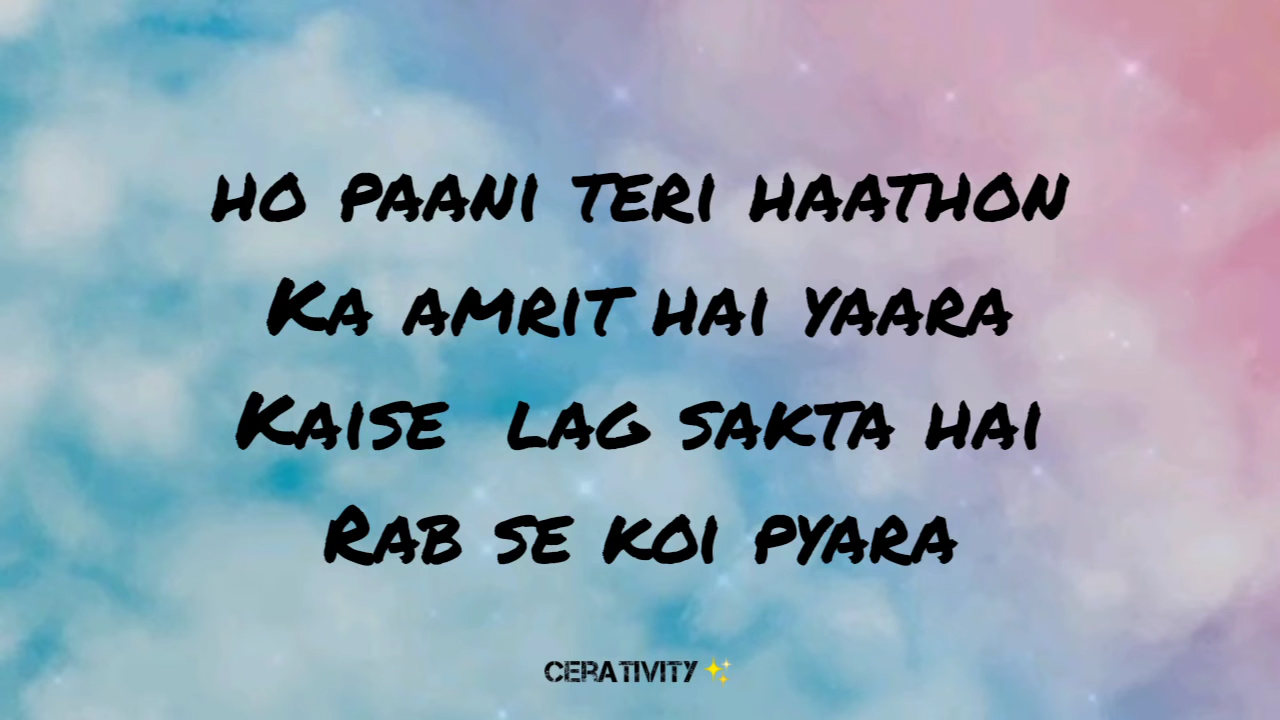 ho paani teri haathon
Ka amrit hai yaara
Kaise lag sakta hai
Rab se koi pyara
CERATIVITY ✨